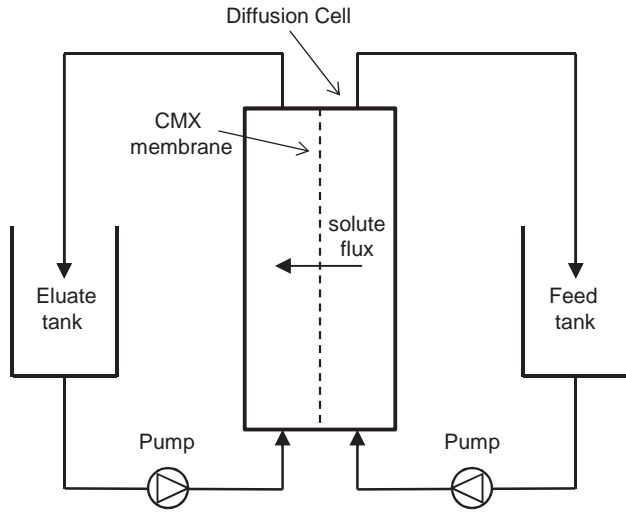 Diffusion Cell
CMX
membrane
solute
flux
Eluate
tank
Feed
tank
Pump
Pump